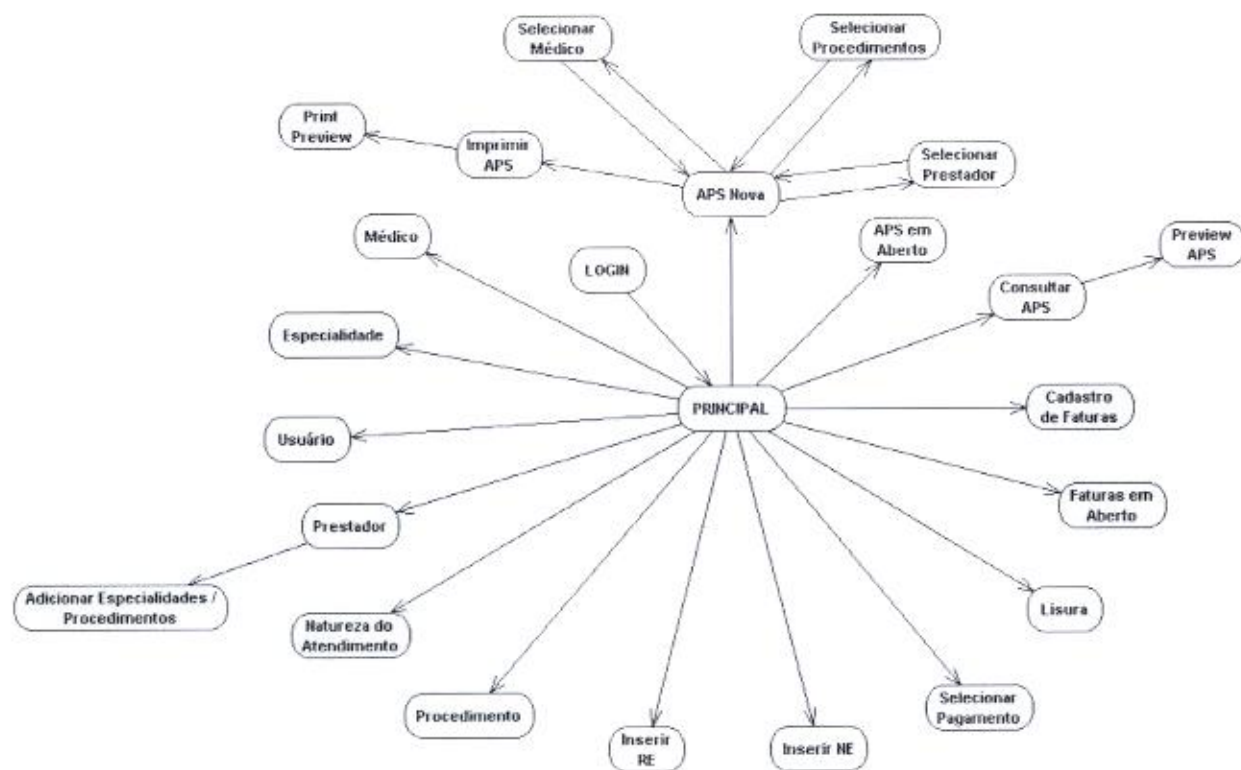 Selecionar
Médico
Selecionar
Procedimentos
Print
Preview
Imprimir
APS
Selecionar
Prestador
APS Nova
Médico
LOGIN
APS em
Aberto
Preview
APS
Consultar
APS
Especialidade
PRINCIPAL
Cadastro
de Faturas
Usuário
Faturas em
Aberto
Prestador
Adicionar Especialidades /
Procedimentos
Natureza do
Atendimento
Lisura
Procedimento
Selecionar
Pagamento
Inserir
RE
Inserir NE